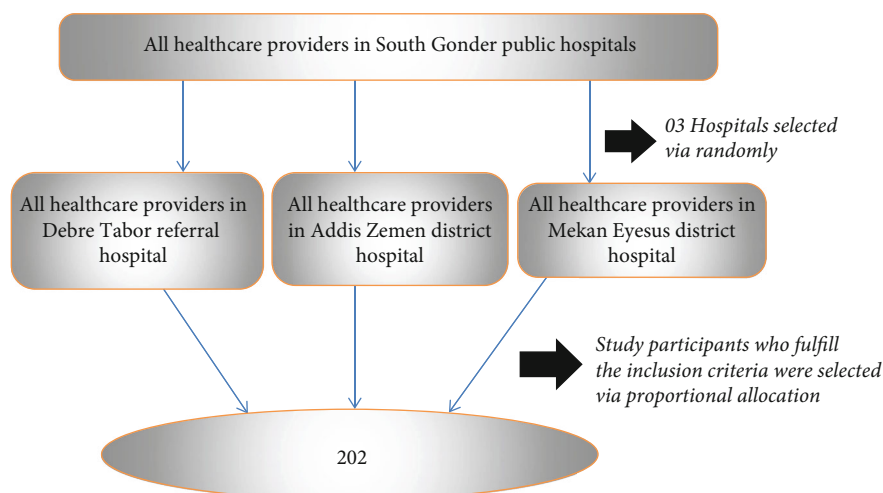 All healthcare providers in South Gonder public hospitals
03 Hospitals selected
via randomly
All healthcare providers in
Debre Tabor referral
hospital
All healthcare providers
in Addis Zemen district
hospital
All healthcare providers in
Mekan Eyesus district
hospital
Study participants who fulfill
the inclusion criteria were selected
via proportional allocation
202